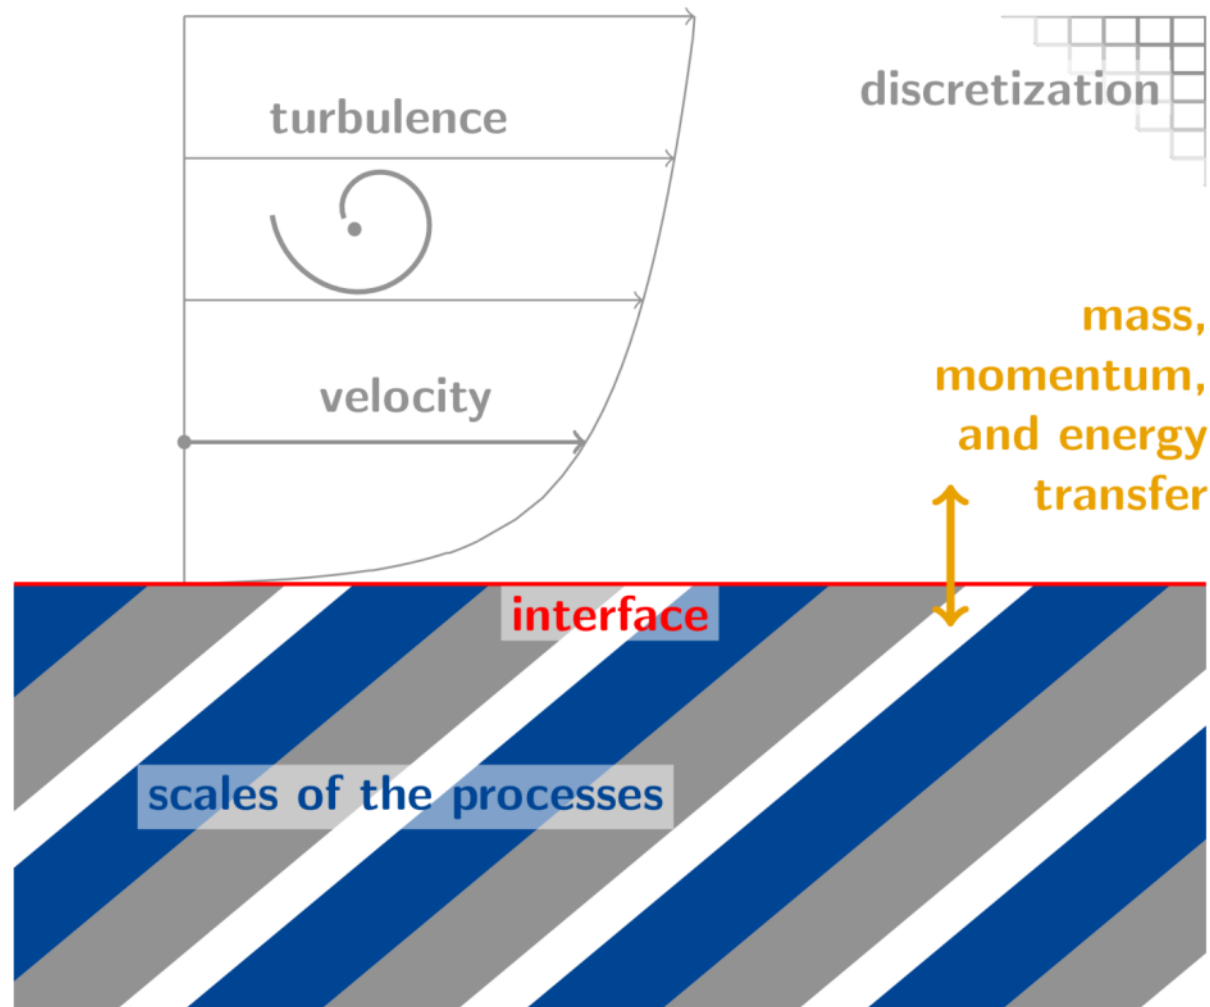 turbulence
discretization
velocity
mass,
momentum,
and energy
transfer
interface
scales of the processes